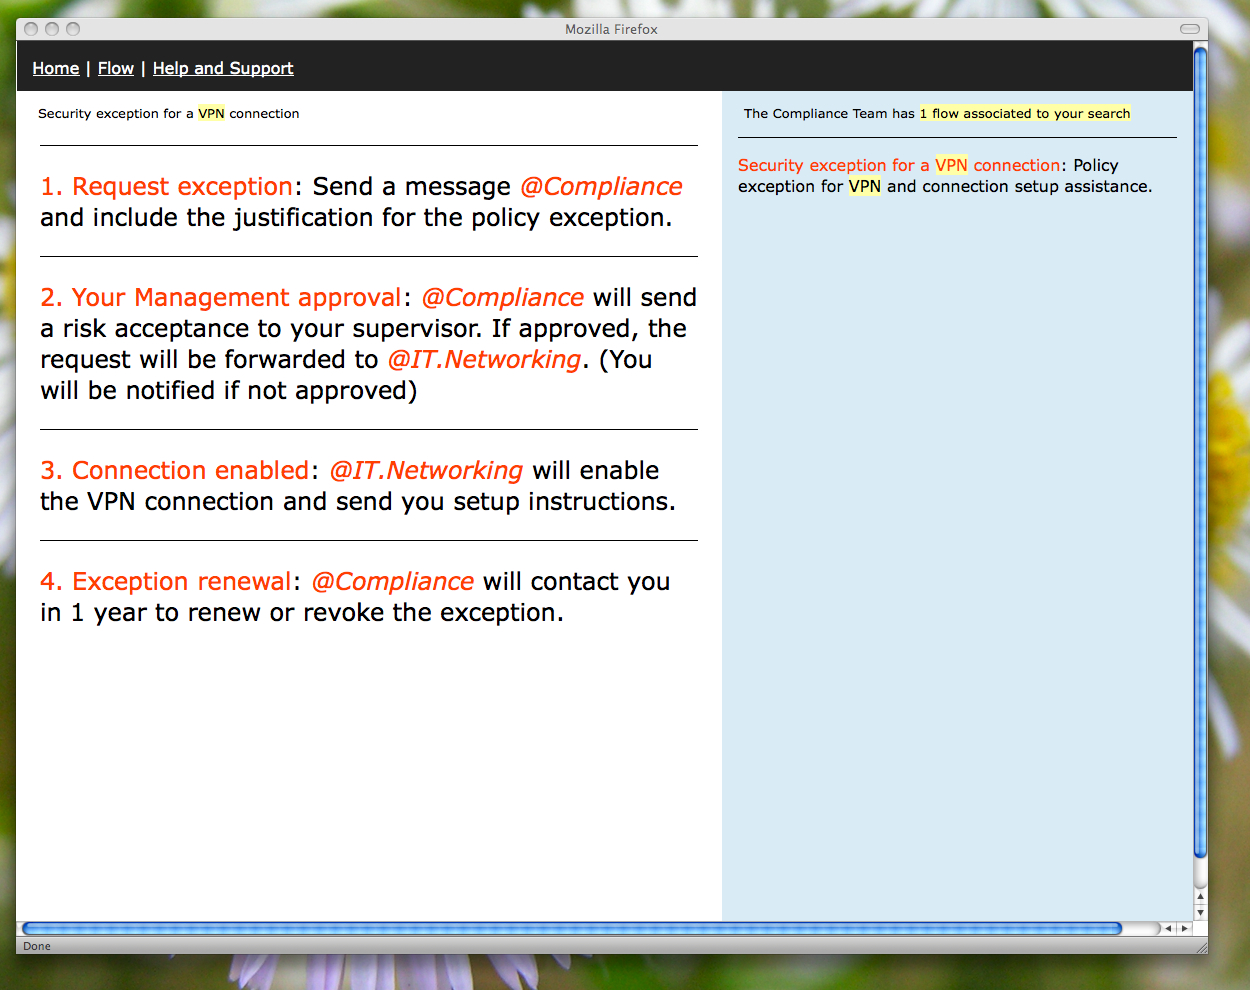 Mozilla Firefox
Home | Flow | Help and Support
Security exception for a VPN connection
1. Request exception: Send a message @Compliance
and include the justification for the policy exception.
2. Your Management approval: @Compliance will send
a risk acceptance to your supervisor. If approved, the
request will be forwarded to @IT.Networking. (You
will be notified if not approved)
3. Connection enabled: @IT.Networking will enable
the VPN connection and send you setup instructions.
4. Exception renewal: @Compliance will contact you
in 1 year to renew or revoke the exception.
The Compliance Team has 1 flow associated to your search
Security exception for a VPN connection: Policy
exception for VPN and connection setup assistance.
Done